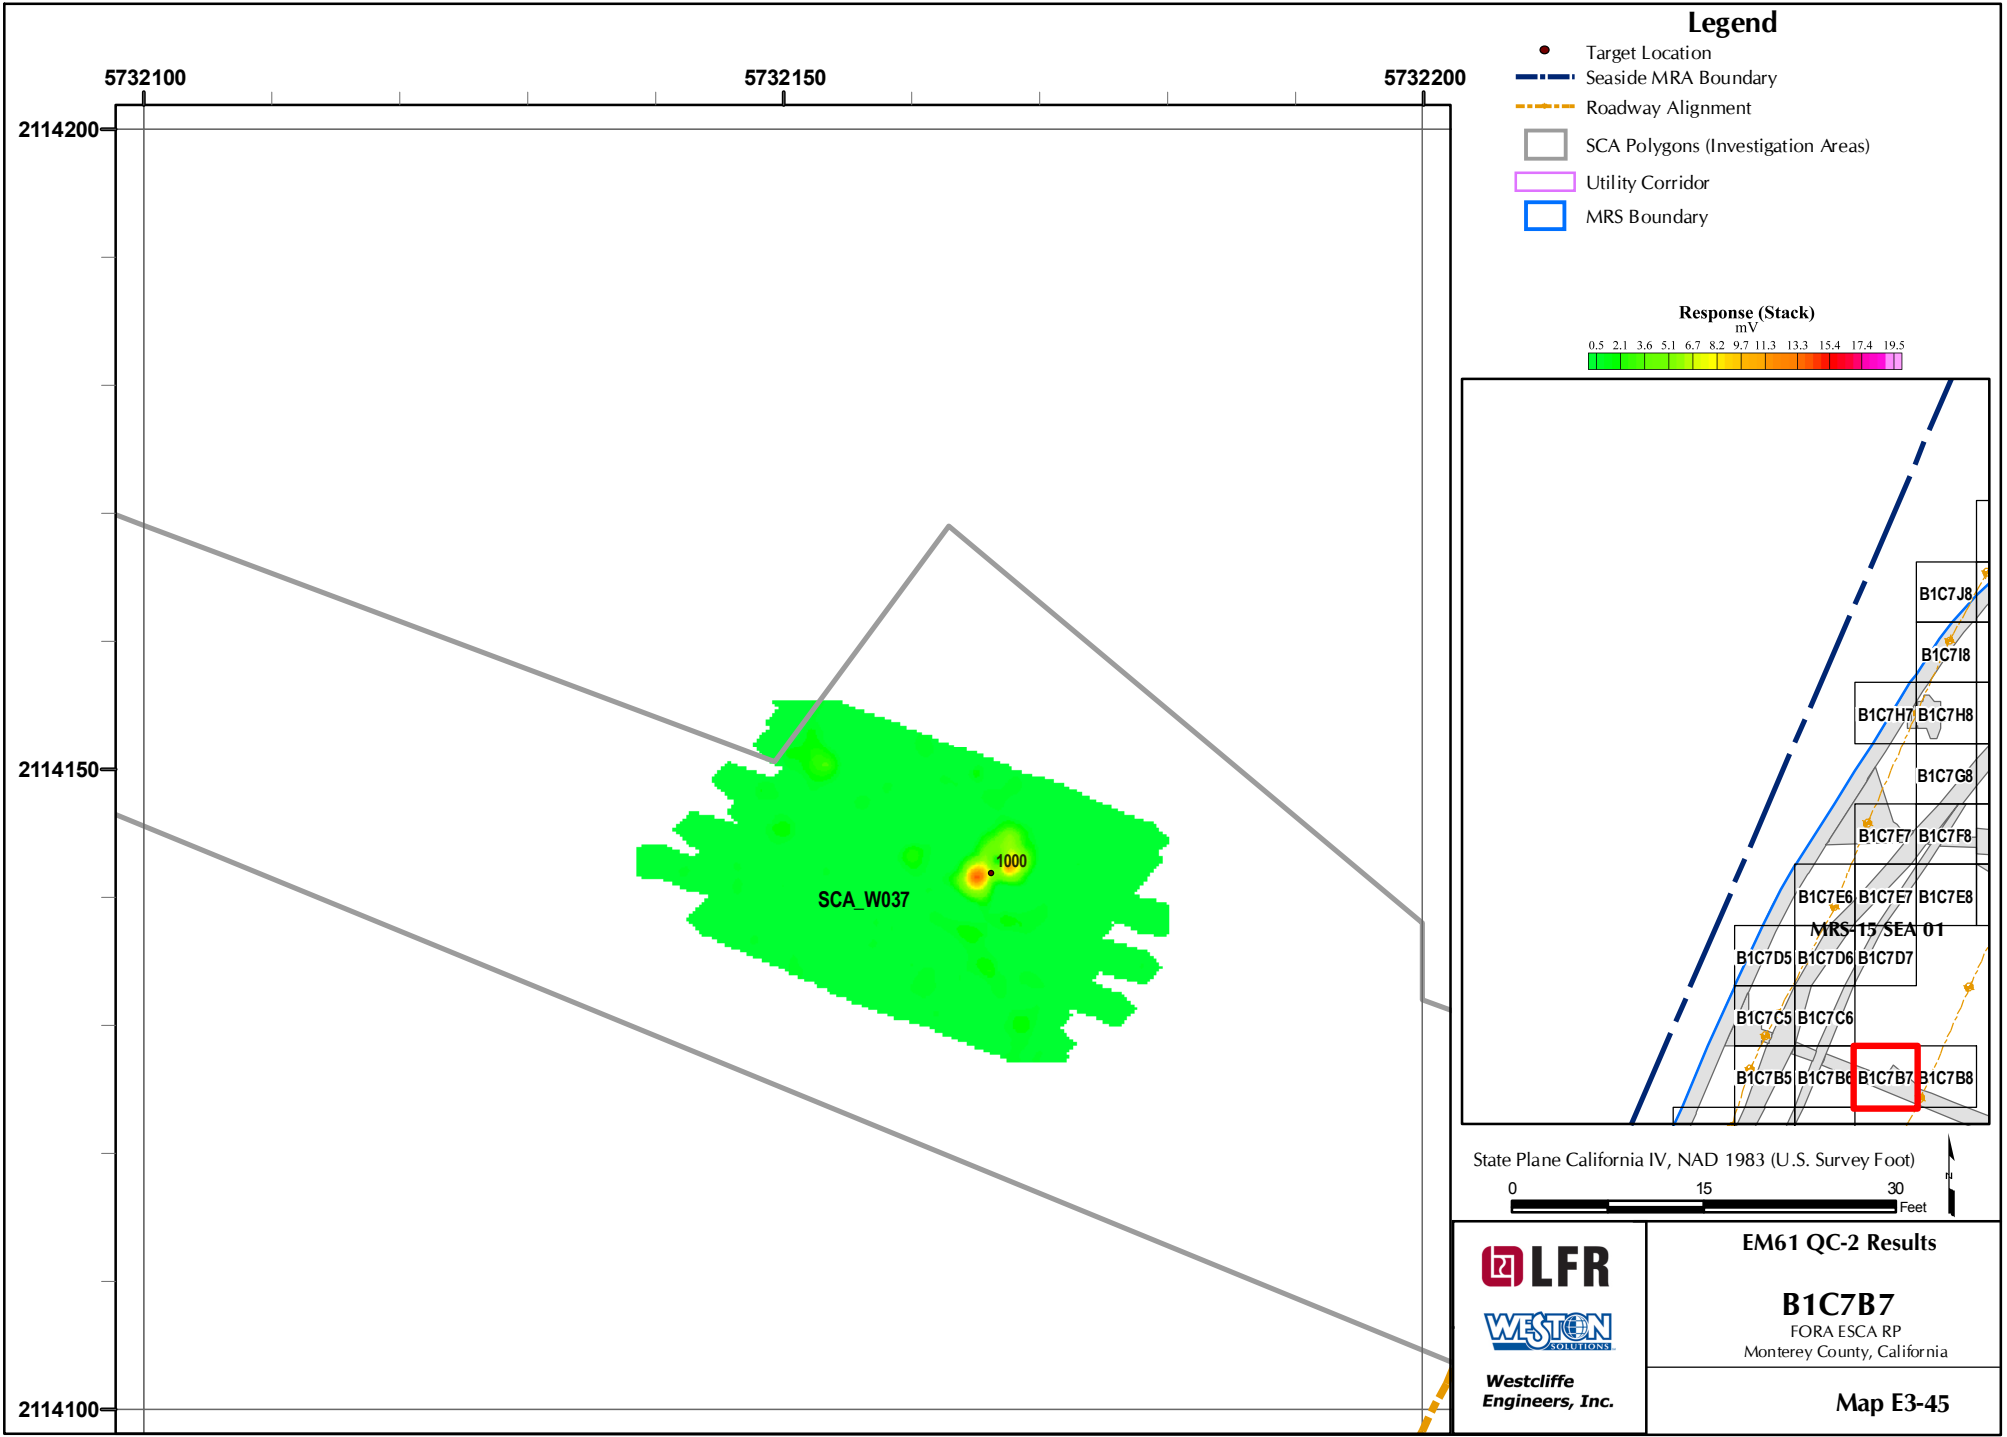 5732100
5732150
5732200
2114200
2114150
2114100
1000
SCA_W037
Legend
Target Location
Seaside MRA Boundary
Roadway Alignment
SCA Polygons (Investigation Areas)
Utility Corridor
MRS Boundary
Response (Stack)
mV
0.5 2.1 3.6 5.1 6.7 8.2 9.7 11.3 13.3 15.4 17.4 19.5
B1C7J8
B1C7I8
B1C7H7 B1C7H8
B1C7G8
B1C7F7 B1C7F8
B1C7E6 B1C7E7 B1C7E8
MRS-15 SEA 01
B1C7D5 B1C7D6 B1C7D7
B1C7C5 B1C7C6
B1C7B5 B1C7B6 B1C7B7 B1C7B8
State Plane California IV, NAD 1983 (U.S. Survey Foot)
N
0 15 30
Feet
LFR
WESTON
SOLUTIONS
Westcliffe
Engineers, Inc.
EM61 QC-2 Results
B1C7B7
FORA ESCA RP
Monterey County, California
Map E3-45